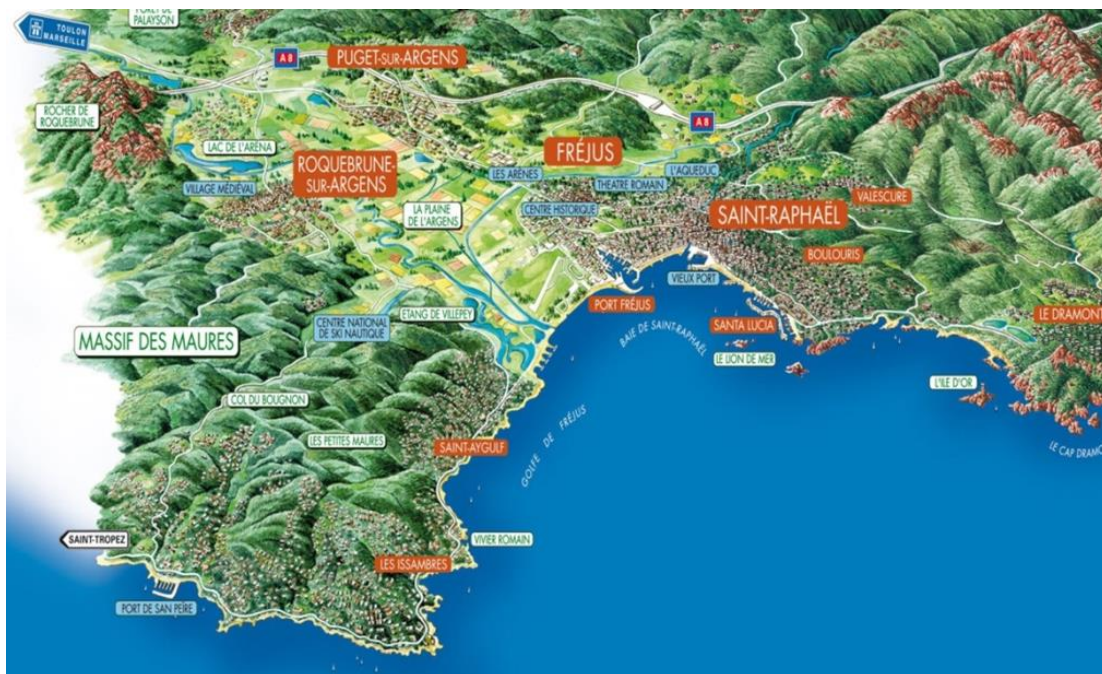 FORÊT DE
PALAYSON
TOULON
MARSEILLE
A8
PUGET-SUR-ARGENS
ROCHER DE
ROQUEBRUNE
A8
LAC DE L'ARÉNA
FRÉJUS
LES ARÈNES
L'AQUEDUC
VILLAGE MÉDIÉVAL
ROQUEBRUNE-
SUR-ARGENS
THEATRE ROMAIN
VALESCURE
LA PLAINE
DE L'ARGENS
CENTRE HISTORIQUE
SAINT-RAPHAËL
BOULOURIS
VIEUX PORT
PORT FRÉJUS
CENTRE NATIONAL
DE SKI NAUTIQUE
ETANG DE VILLEPEY
BAIE DE SAINT-RAPHAËL
SANTA LUCIA
LE DRAMONT
MASSIF DES MAURES
LE LION DE MER
L'ILE D'OR
COL DU BOUGNON
LES PETITES MAURES
SAINT-AYGULF
GOLFE DE FRÉJUS
LE CAP DRAMO
SAINT-TROPEZ
VIVIER ROMAIN
LES ISSAMBRES
PORT DE SAN PEÏRE